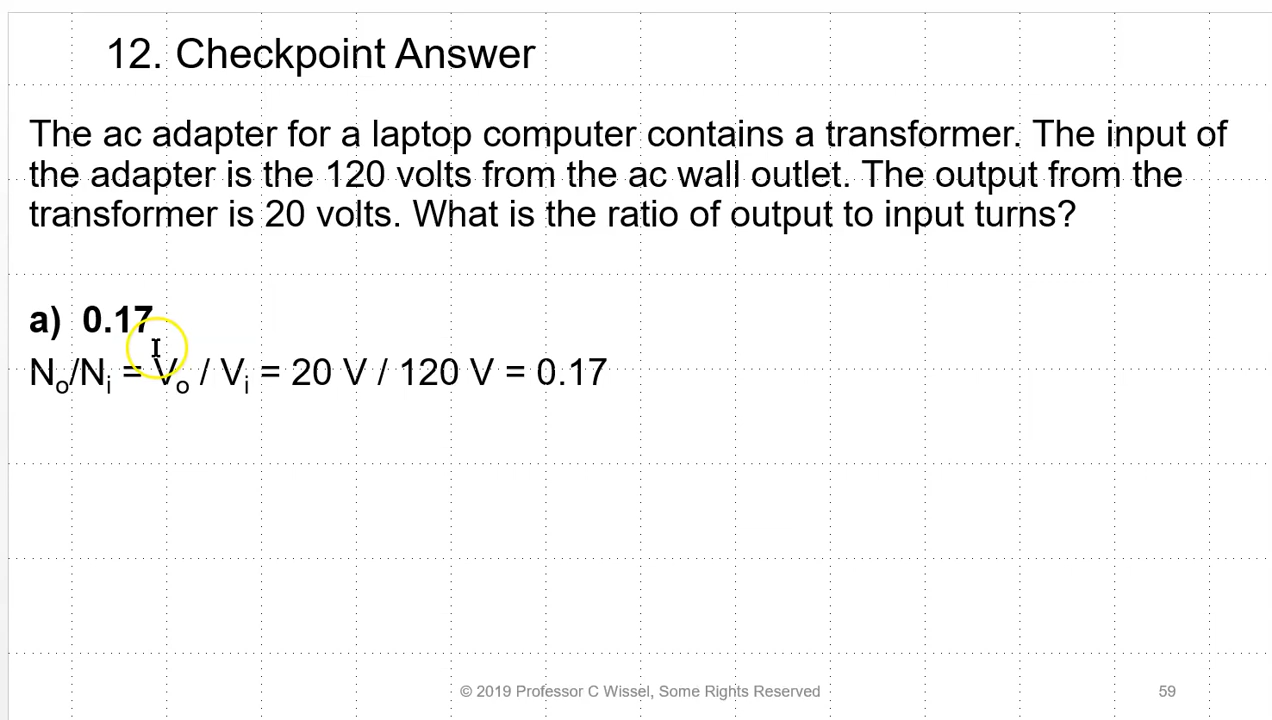 12. Checkpoint Answer
The ac adapter for a laptop computer contains a transformer. The input of
the adapter is the 120 volts from the ac wall outlet. The output from the
transformer is 20 volts. What is the ratio of output to input turns?
a) 0.17
Nₒ/Nᵢ = Vₒ / Vᵢ = 20 V / 120 V = 0.17
© 2019 Professor C Wissel, Some Rights Reserved
59